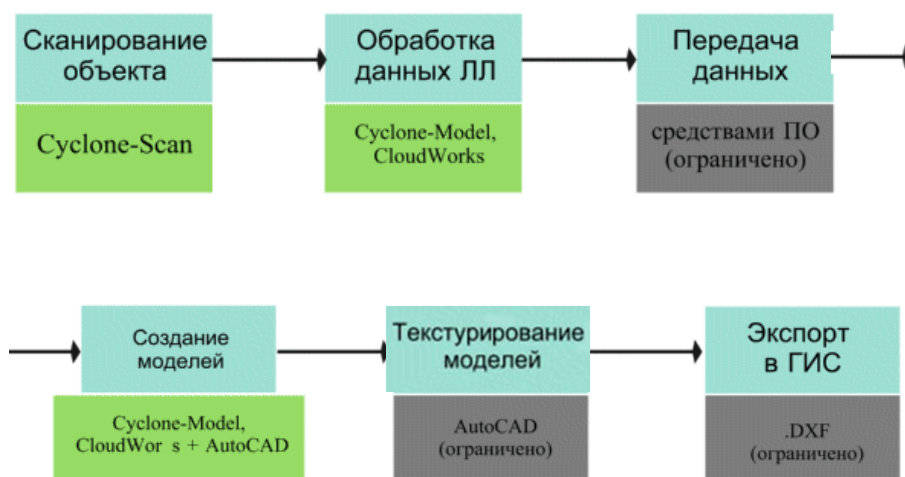 Сканирование
объекта
Cyclone-Scan
Обработка
данных ЛЛ
Cyclone-Model,
CloudWorks
Передача
данных
средствами ПО
(ограничено)
Создание
моделей
Cyclone-Model,
CloudWor s + AutoCAD
Текстурирование
моделей
AutoCAD
(ограничено)
Экспорт
в ГИС
.DXF
(ограничено)